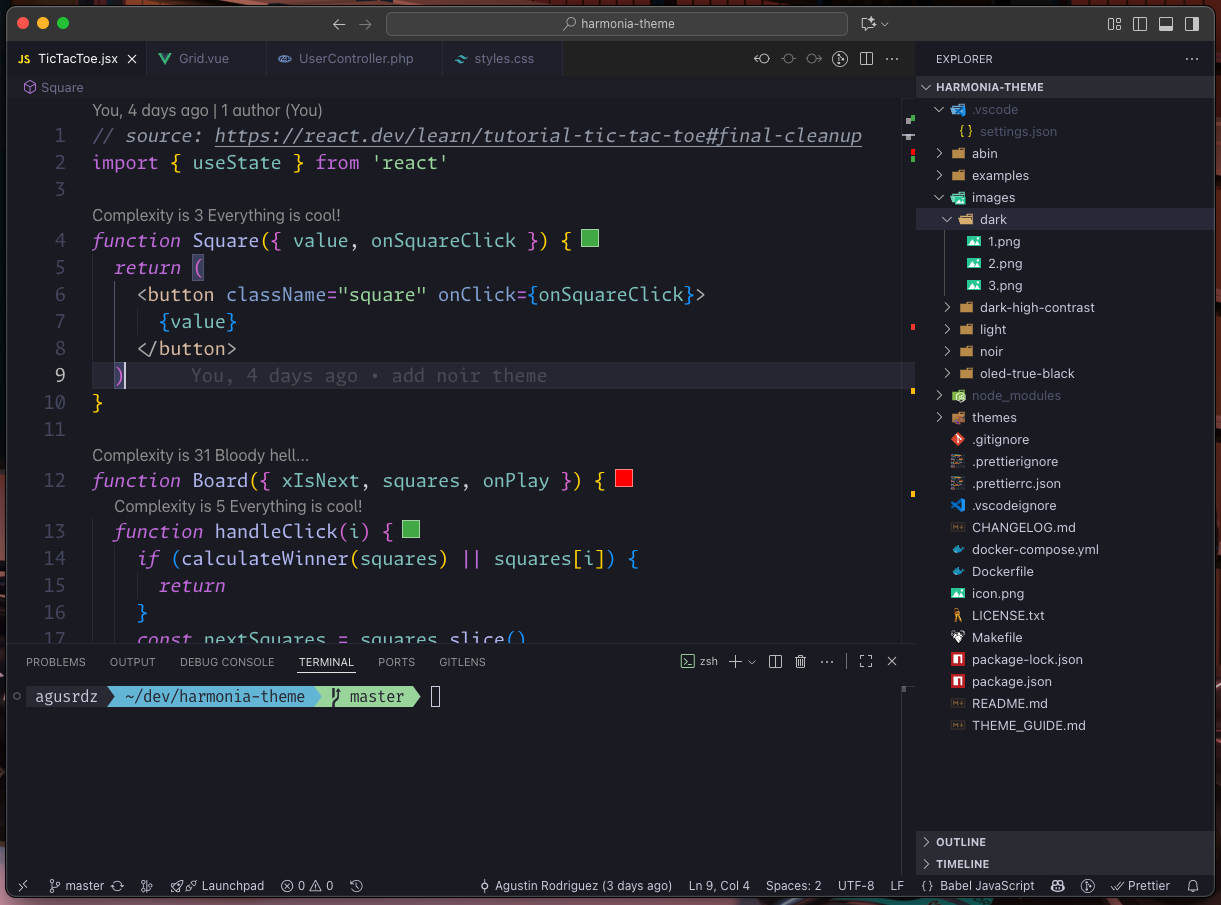 harmonia-theme
JS TicTacToe.jsx
Grid.vue
UserController.php
styles.css
Square
You, 4 days ago | 1 author (You)
1 // source: https://react.dev/learn/tutorial-tic-tac-toe#final-cleanup
2 import { useState } from 'react'
3
Complexity is 3 Everything is cool!
4 function Square({ value, onSquareClick }) {
5 return (
6 <button className="square" onClick={onSquareClick}>
7 {value}
8 </button>
9 ) You, 4 days ago • add noir theme
10 }
11
Complexity is 31 Bloody hell...
12 function Board({ xIsNext, squares, onPlay }) {
Complexity is 5 Everything is cool!
13 function handleClick(i) {
14 if (calculateWinner(squares) || squares[i]) {
15 return
16 }
17 const nextSquares = squares.slice()
PROBLEMS OUTPUT DEBUG CONSOLE TERMINAL PORTS GITLENS
zsh
agusrdz ~/dev/harmonia-theme master
EXPLORER
HARMONIA-THEME
.vscode
{} settings.json
abin
examples
images
dark
1.png
2.png
3.png
dark-high-contrast
light
noir
oled-true-black
node_modules
themes
.gitignore
.prettierignore
.prettierrc.json
.vscodeignore
CHANGELOG.md
docker-compose.yml
Dockerfile
icon.png
LICENSE.txt
Makefile
package-lock.json
package.json
README.md
THEME_GUIDE.md
OUTLINE
TIMELINE
master Launchpad 0 0 Agustin Rodriguez (3 days ago) Ln 9, Col 4 Spaces: 2 UTF-8 LF {} Babel JavaScript Prettier